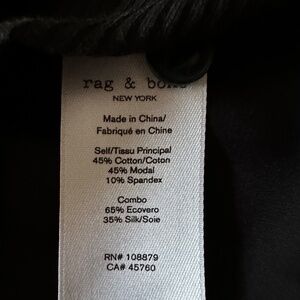 rag & bone
NEW YORK
Made in China/
Fabriqué en Chine
Self/Tissu Principal
45% Cotton/Coton
45% Modal
10% Spandex
Combo
65% Ecovero
35% Silk/Soie
RN# 108879
CA# 45760